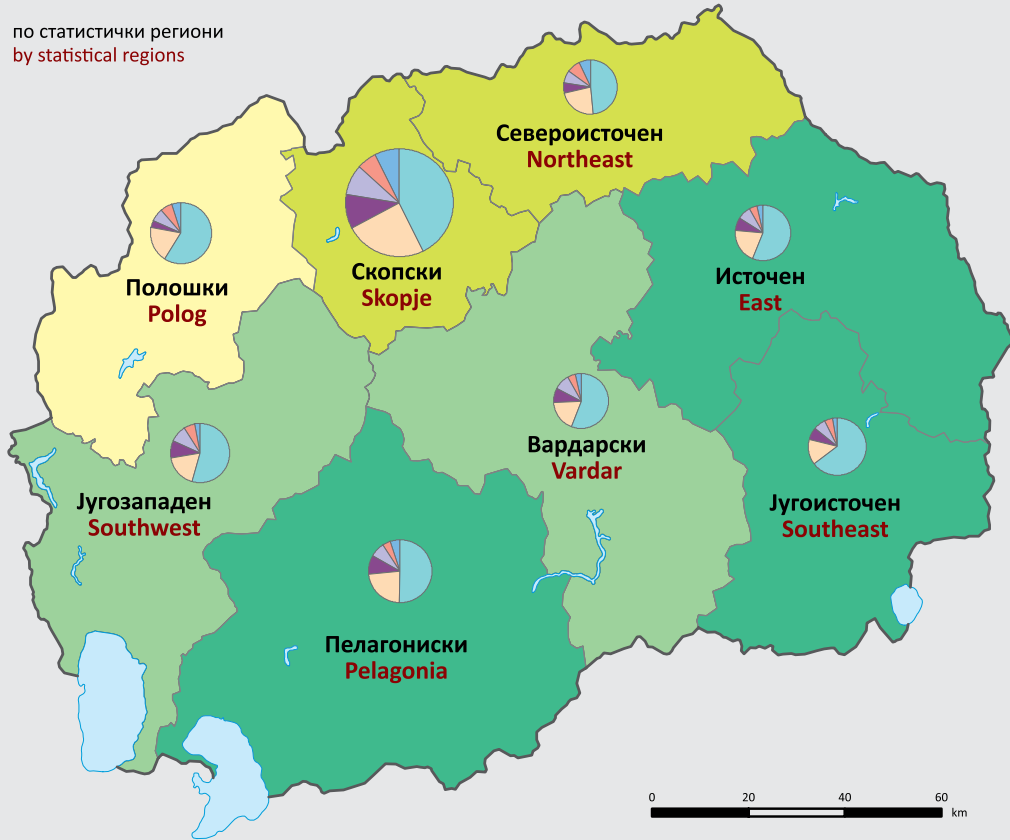 по статистички региони
by statistical regions
Североисточен
Northeast
Скопски
Skopje
Полошки
Polog
Источен
East
Вардарски
Vardar
Југозападен
Southwest
Југоисточен
Southeast
Пелагониски
Pelagonia
0 20 40 60
km